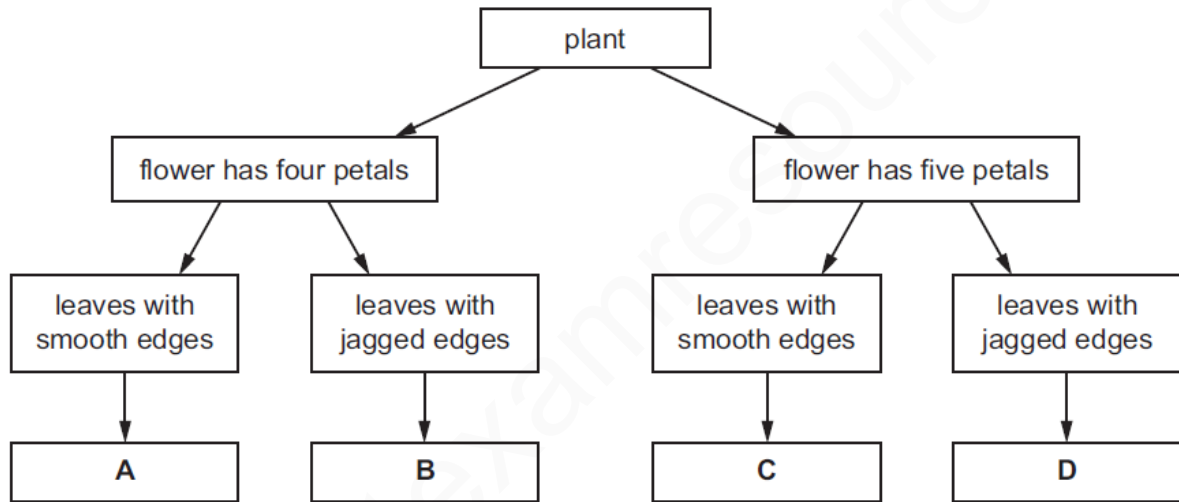 plant
flower has four petals
flower has five petals
leaves with
smooth edges
leaves with
jagged edges
leaves with
smooth edges
leaves with
jagged edges
A
B
C
D
examresour